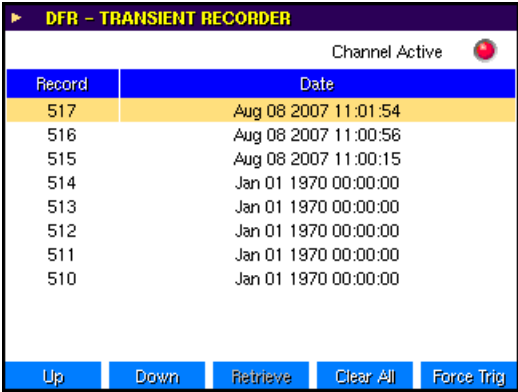 DFR – TRANSIENT RECORDER
Channel Active
Record Date
517 Aug 08 2007 11:01:54
516 Aug 08 2007 11:00:56
515 Aug 08 2007 11:00:15
514 Jan 01 1970 00:00:00
513 Jan 01 1970 00:00:00
512 Jan 01 1970 00:00:00
511 Jan 01 1970 00:00:00
510 Jan 01 1970 00:00:00
Up Down Retrieve Clear All Force Trig